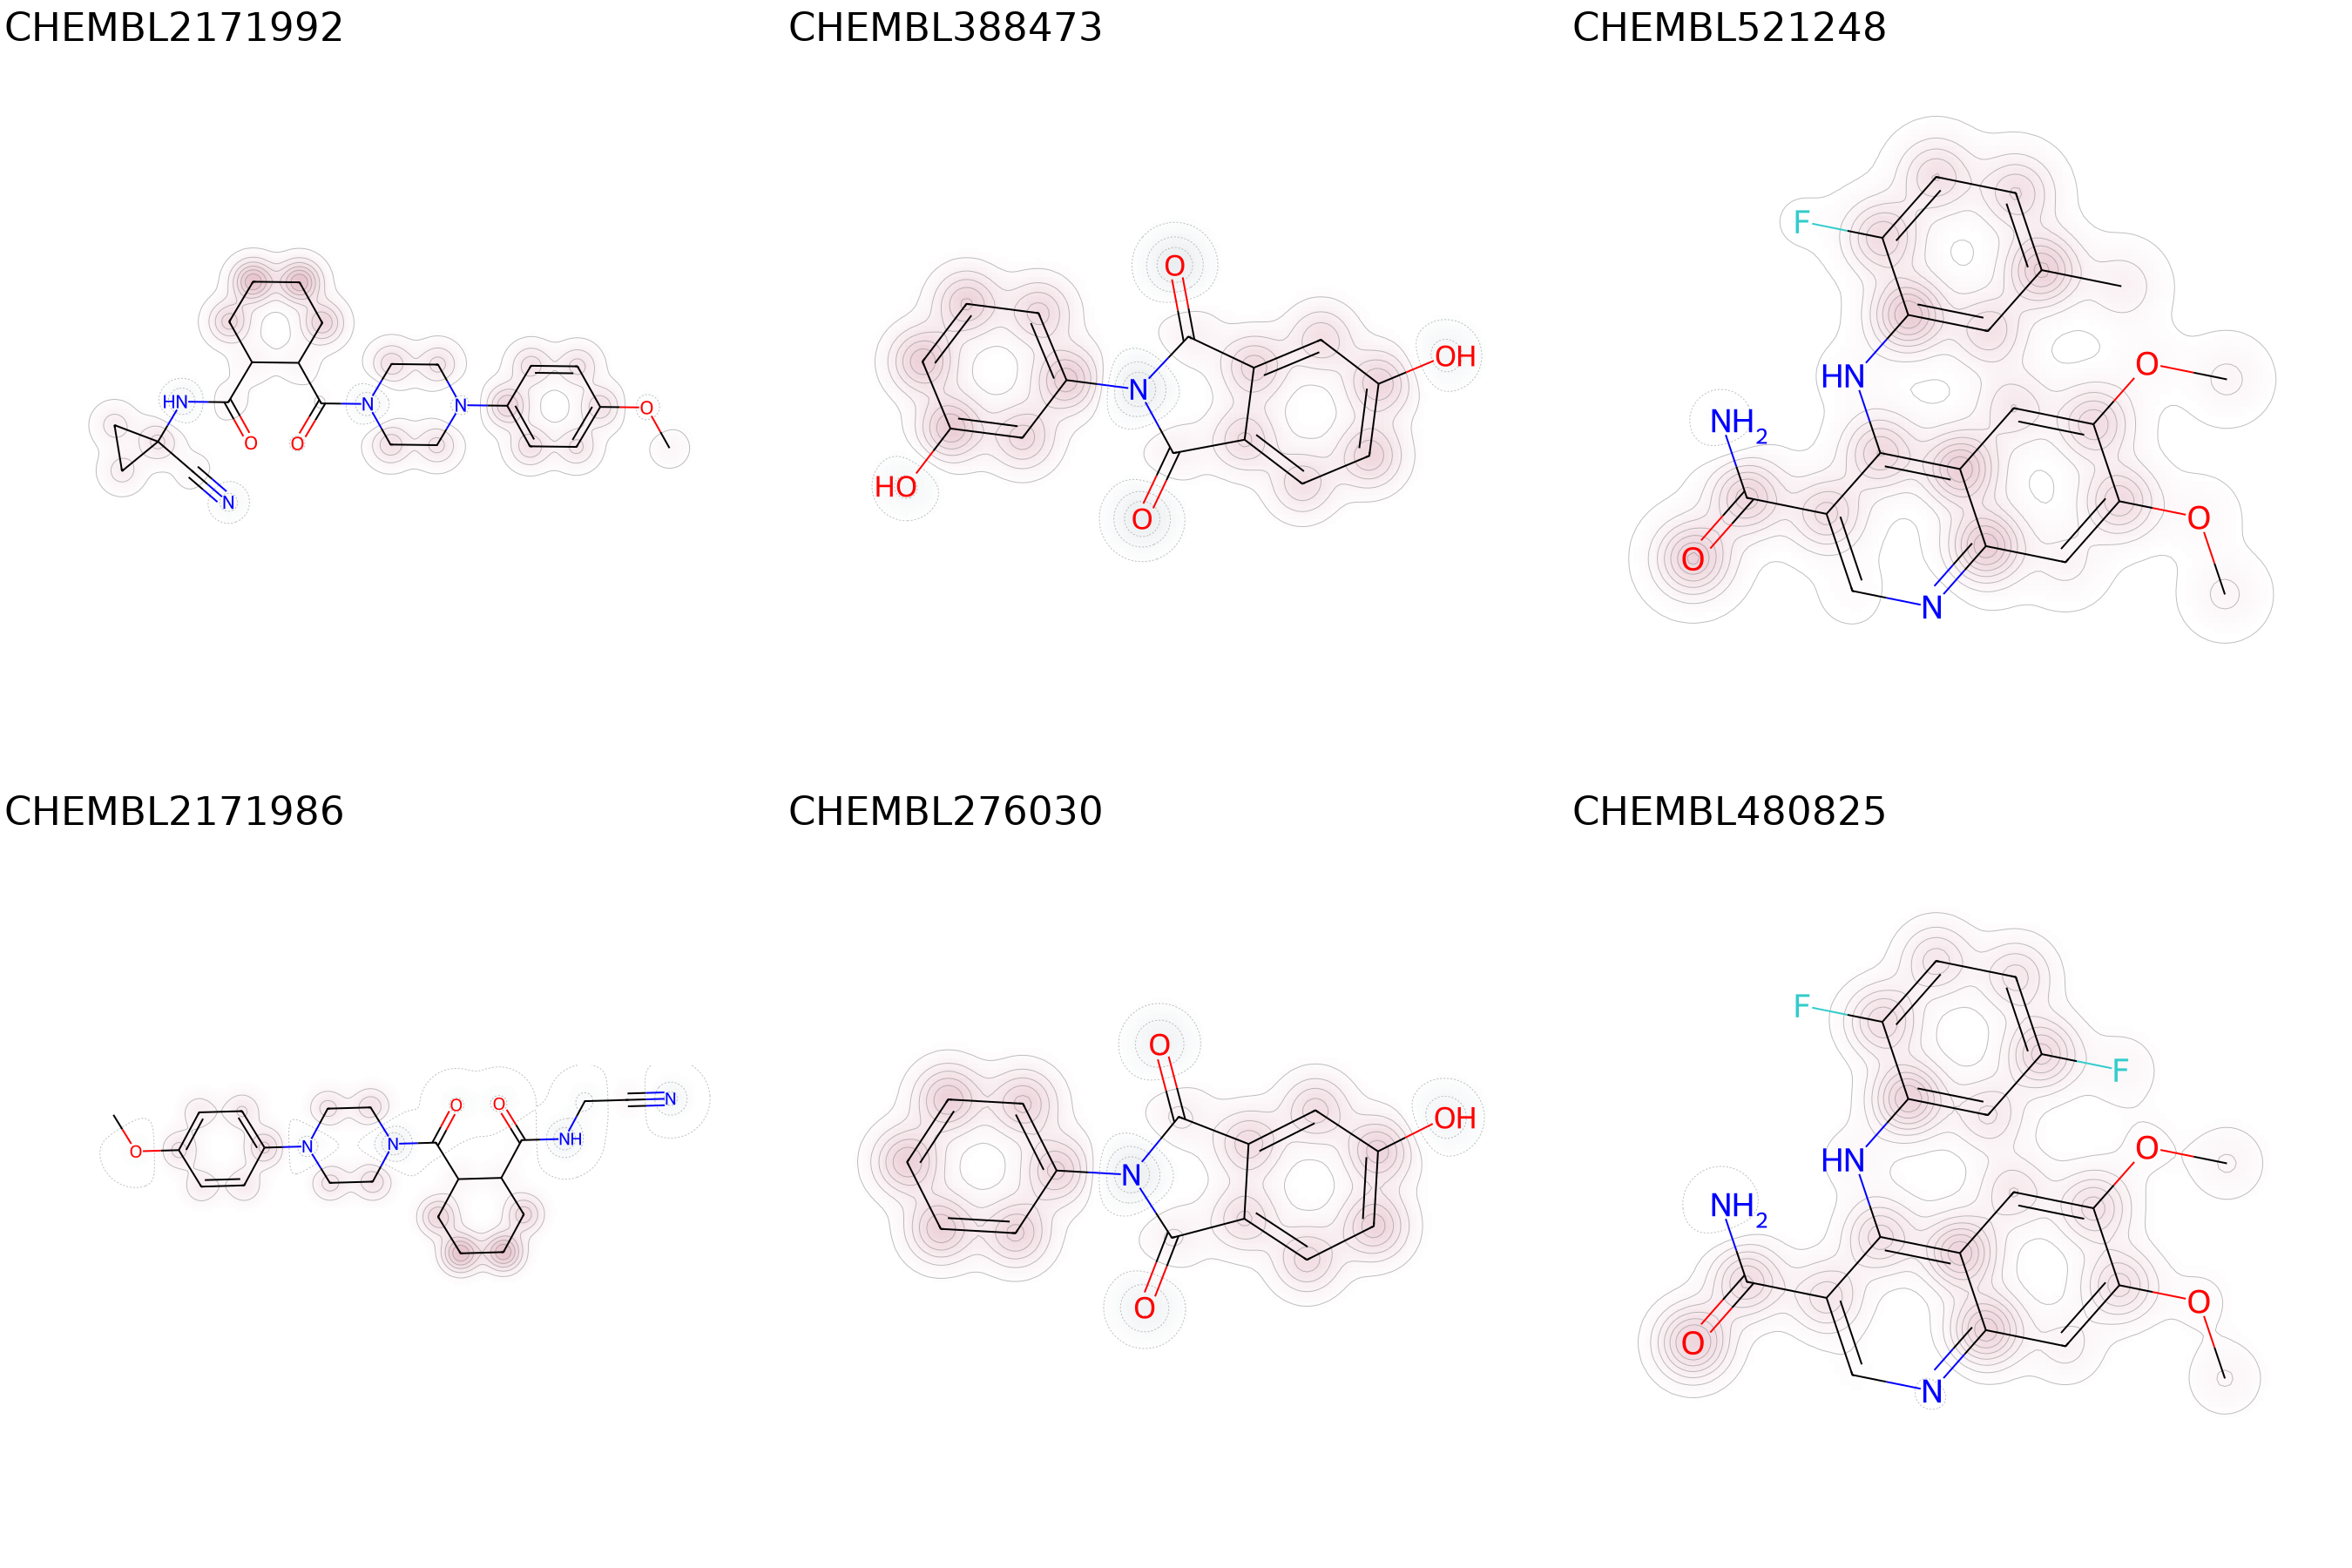 CHEMBL2171992
CHEMBL388473
CHEMBL521248
HN
O
O
N
N
O
N
O
N
O
OH
HO
F
HN
NH2
O
O
O
N
CHEMBL2171986
CHEMBL276030
CHEMBL480825
O
N
N
O
O
NH
N
O
N
O
OH
F
F
HN
NH2
O
O
O
N